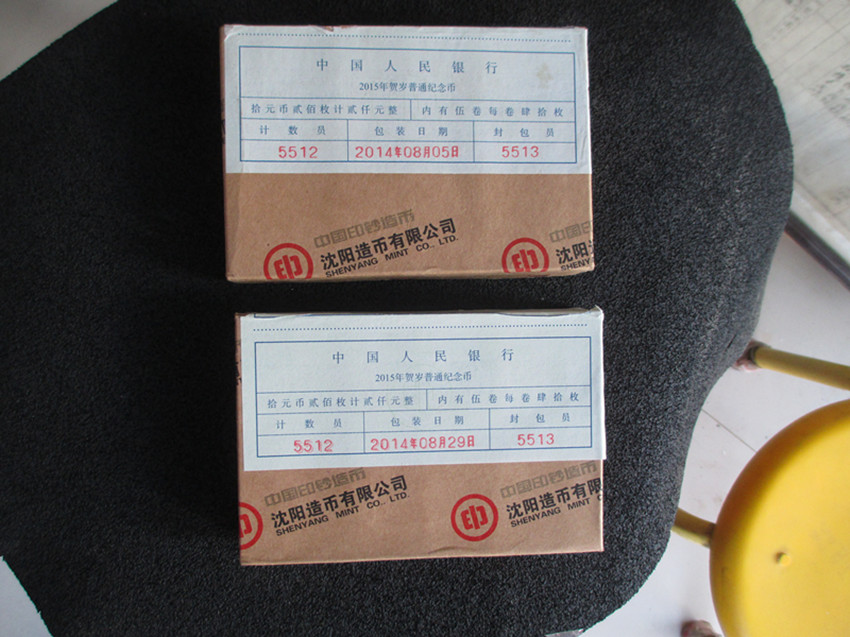 中国人民银行
2015年贺岁普通纪念币
拾元币贰佰枚计贰仟元整 内有伍卷每卷肆拾枚
计数员 包装日期 封包员
5512 2014年08月05日 5513
中国印钞造币
沈阳造币有限公司
SHENYANG MINT CO., LTD.
中国印
沈阳
SHENYANG
中国人民银行
2015年贺岁普通纪念币
拾元币贰佰枚计贰仟元整 内有伍卷每卷肆拾枚
计数员 包装日期 封包员
5512 2014年08月29日 5513
中国印钞造币
沈阳造币有限公司
SHENYANG MINT CO., LTD.
中国印钞造币
沈阳造币有限
SHENYANG MINT CO.